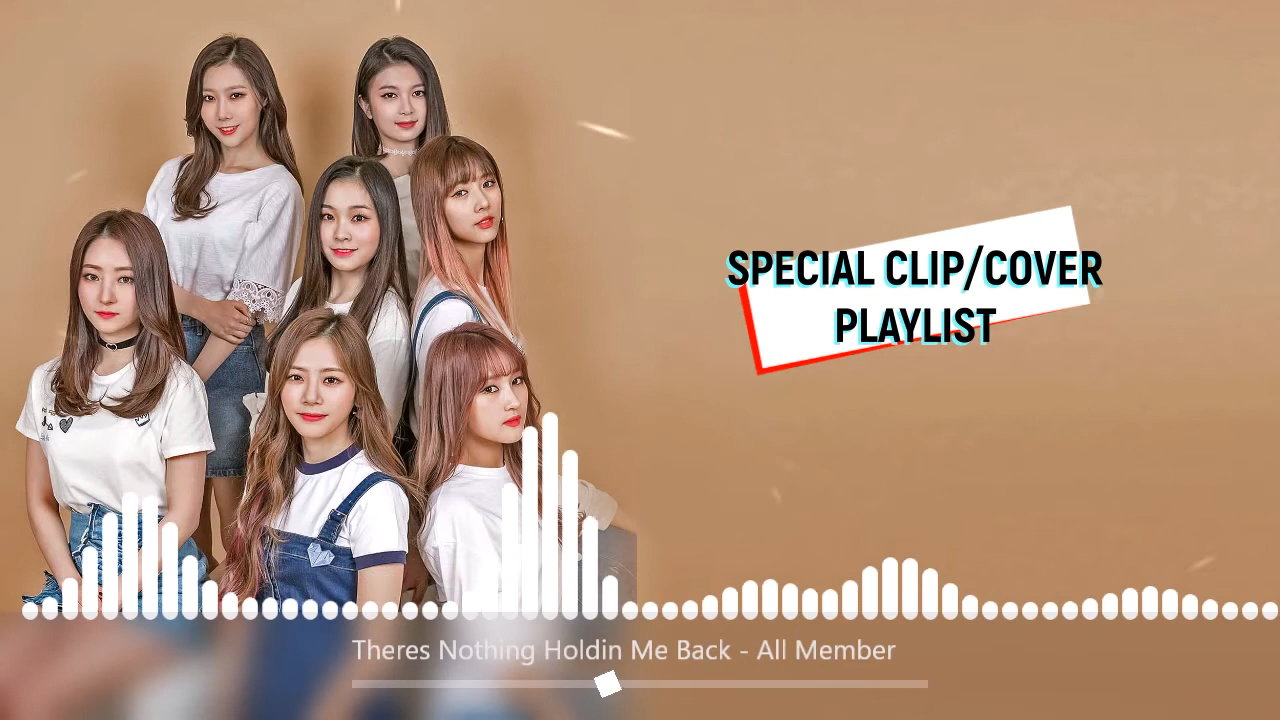 SPECIAL CLIP/COVER
PLAYLIST
Theres Nothing Holdin Me Back - All Member